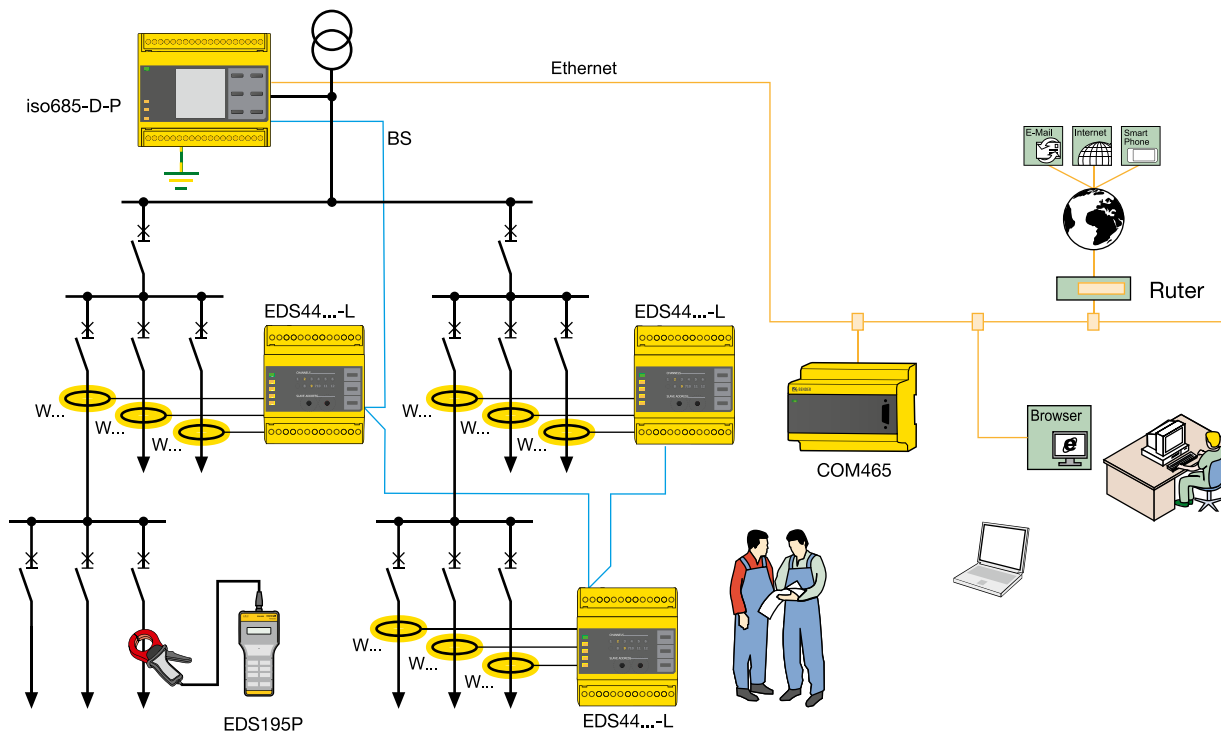 Ethernet
iso685-D-P
BS
E-Mail
Internet
Smart
Phone
Ruter
EDS44...-L
EDS44...-L
W...
W...
W...
W...
W...
W...
COM465
Browser
W...
W...
W...
EDS195P
EDS44...-L